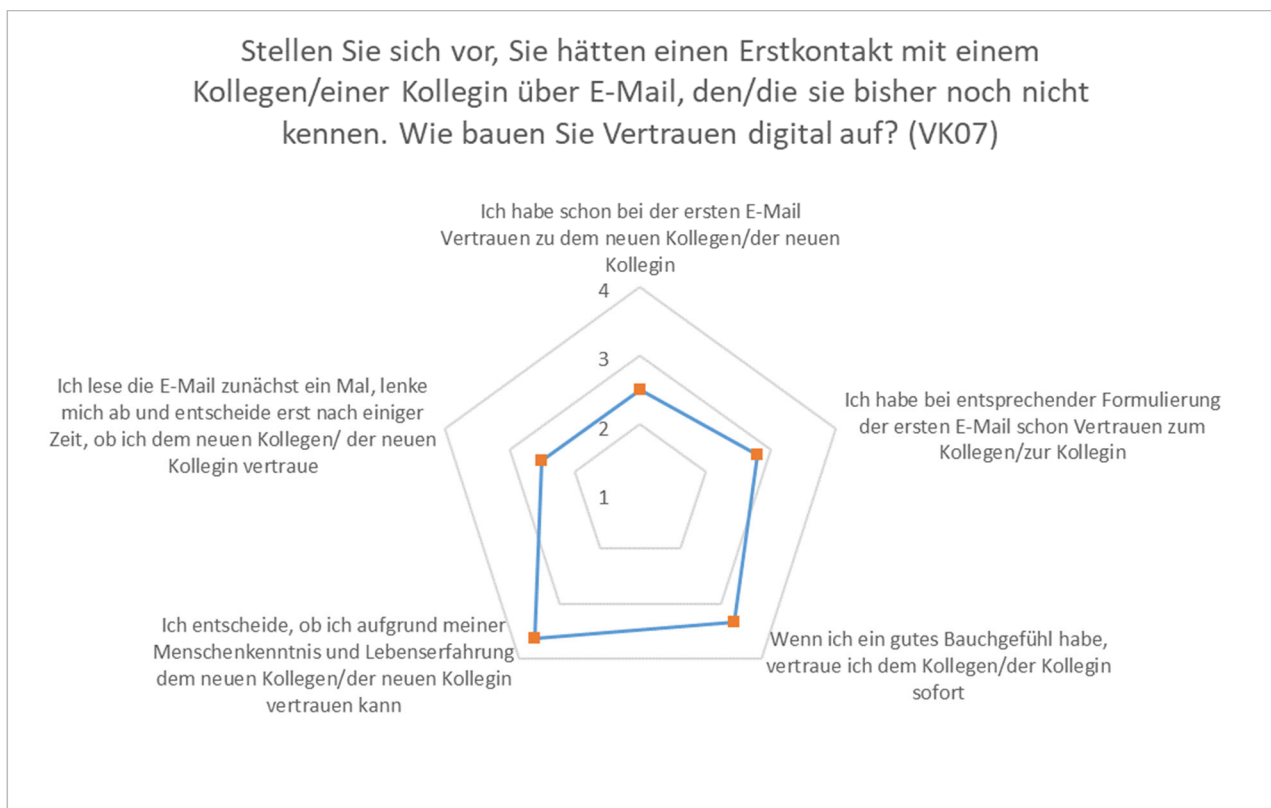 Stellen Sie sich vor, Sie hätten einen Erstkontakt mit einem
Kollegen/einer Kollegin über E-Mail, den/die sie bisher noch nicht
kennen. Wie bauen Sie Vertrauen digital auf? (VK07)
Ich habe schon bei der ersten E-Mail
Vertrauen zu dem neuen Kollegen/der neuen
Kollegin
4
3
2
1
Ich habe bei entsprechender Formulierung
der ersten E-Mail schon Vertrauen zum
Kollegen/zur Kollegin
Wenn ich ein gutes Bauchgefühl habe,
vertraue ich dem Kollegen/der Kollegin
sofort
Ich entscheide, ob ich aufgrund meiner
Menschenkenntnis und Lebenserfahrung
dem neuen Kollegen/der neuen Kollegin
vertrauen kann
Ich lese die E-Mail zunächst ein Mal, lenke
mich ab und entscheide erst nach einiger
Zeit, ob ich dem neuen Kollegen/ der neuen
Kollegin vertraue